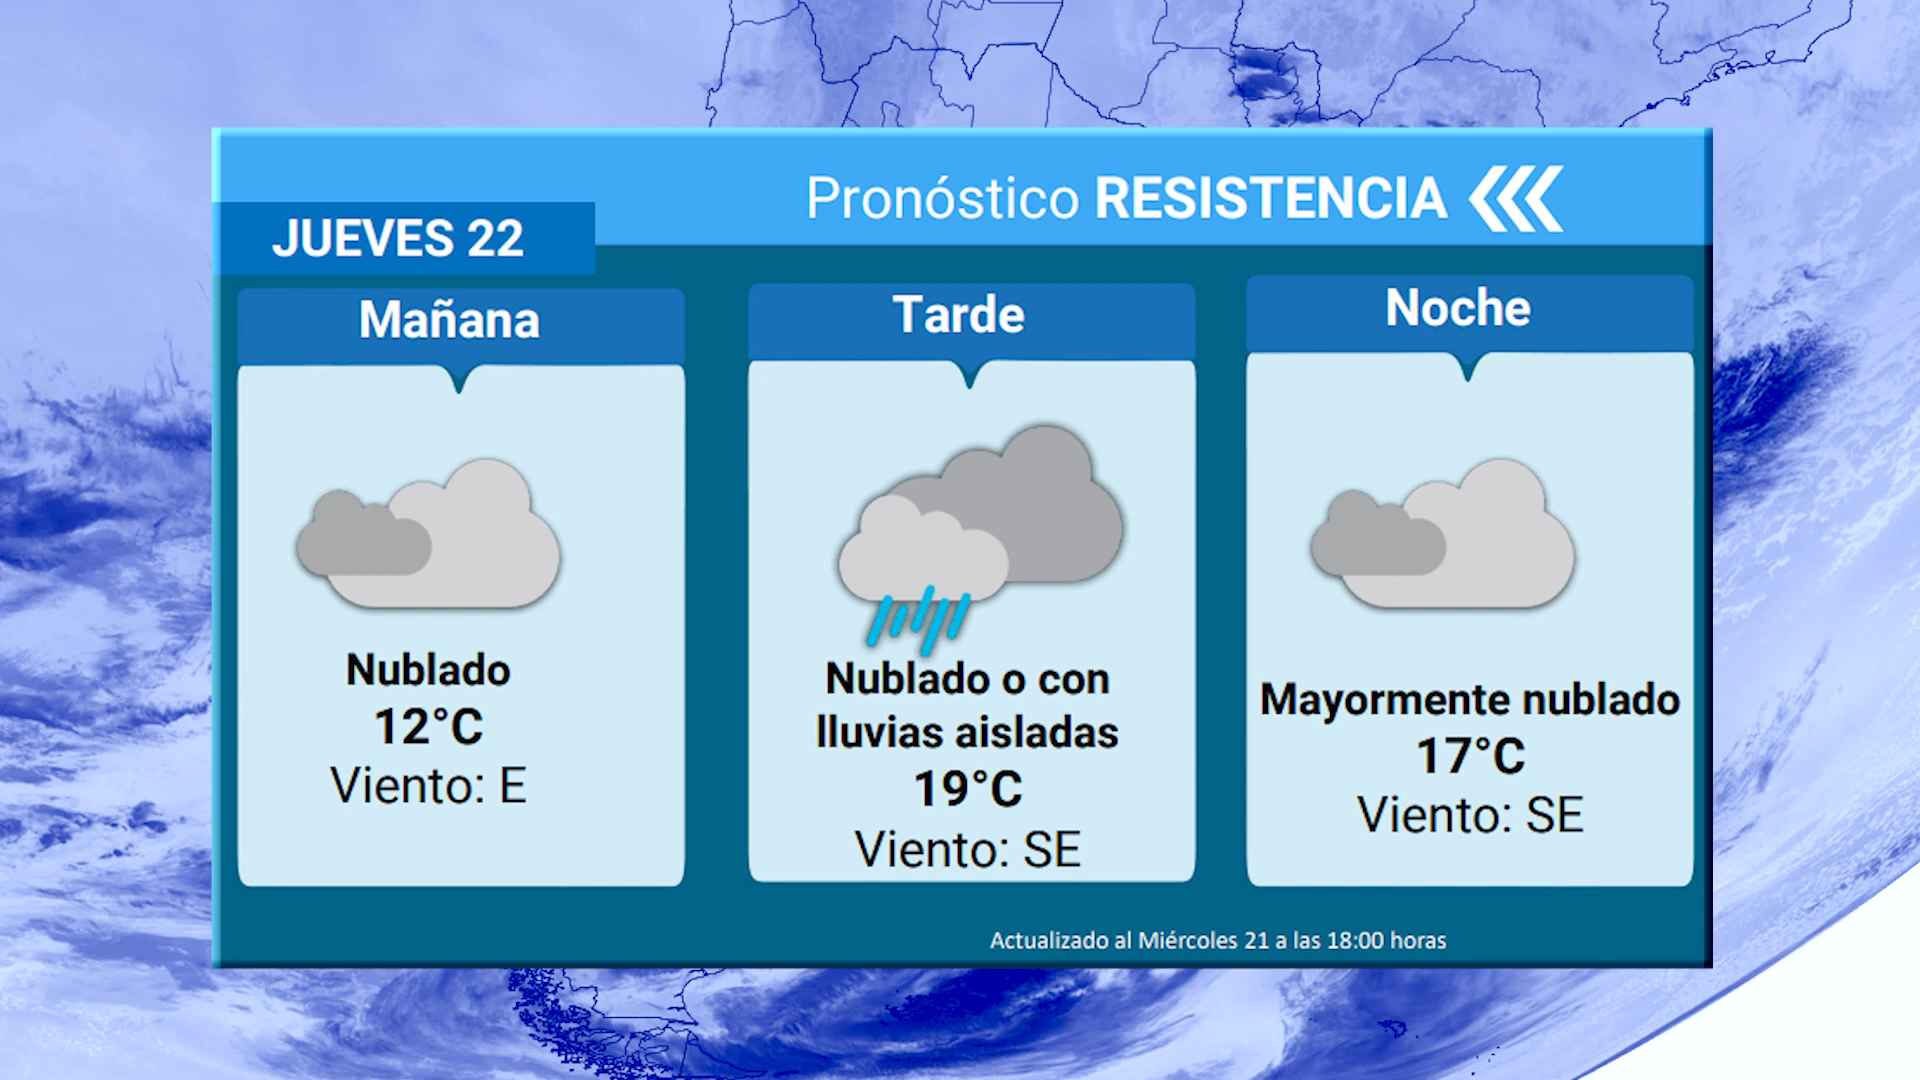 Pronóstico RESISTENCIA
JUEVES 22
Mañana
Nublado
12°C
Viento: E
Tarde
Nublado o con
lluvias aisladas
19°C
Viento: SE
Noche
Mayormente nublado
17°C
Viento: SE
Actualizado al Miércoles 21 a las 18:00 horas